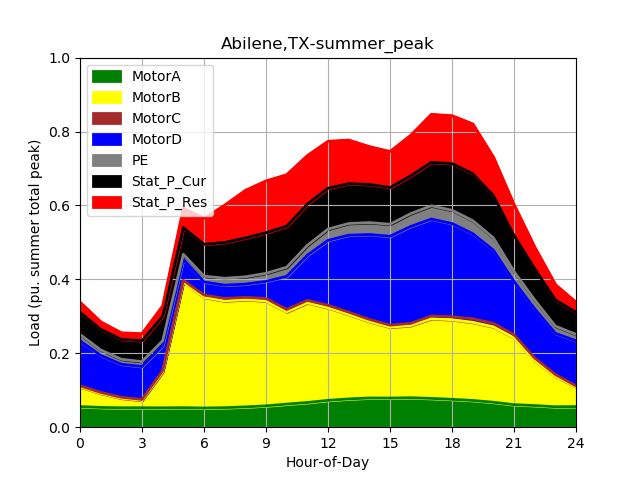 Abilene,TX-summer_peak
Load (pu. summer total peak)
1.0
0.8
0.6
0.4
0.2
0.0
MotorA
MotorB
MotorC
MotorD
PE
Stat_P_Cur
Stat_P_Res
0 3 6 9 12 15 18 21 24
Hour-of-Day